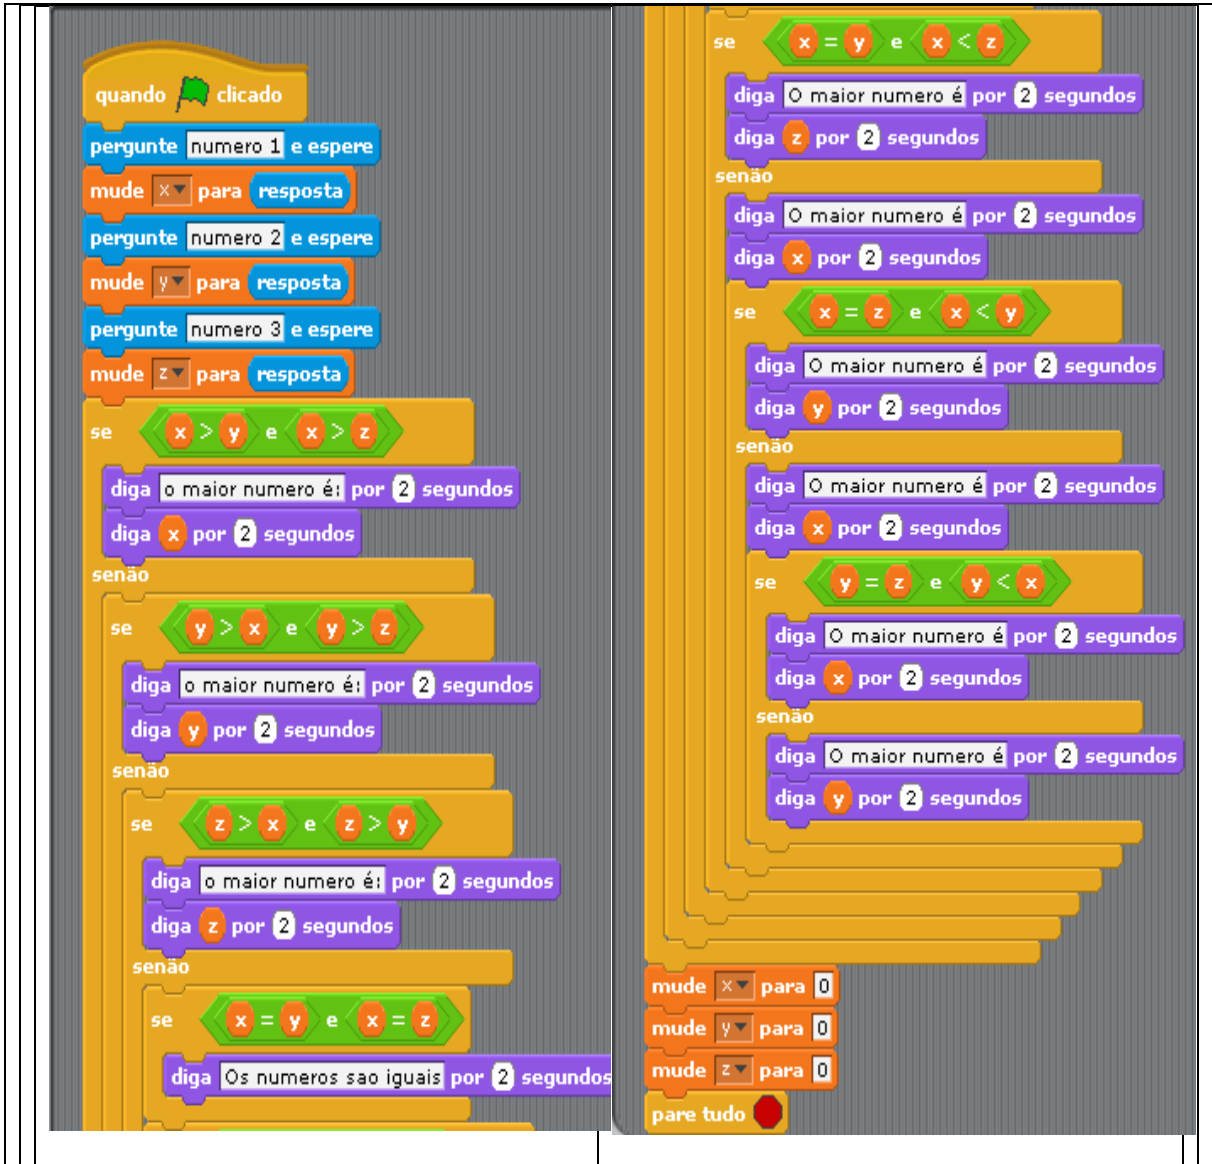 quando clicado
pergunte numero 1 e espere
mude x para resposta
pergunte numero 2 e espere
mude y para resposta
pergunte numero 3 e espere
mude z para resposta
se x > y e x > z
diga o maior numero é: por 2 segundos
diga x por 2 segundos
senão
se y > x e y > z
diga o maior numero é: por 2 segundos
diga y por 2 segundos
senão
se z > x e z > y
diga o maior numero é: por 2 segundos
diga z por 2 segundos
senão
se x = y e x = z
diga Os numeros sao iguais por 2 segundos
se x = y e x < z
diga O maior numero é por 2 segundos
diga z por 2 segundos
senão
diga O maior numero é por 2 segundos
diga x por 2 segundos
se x = z e x < y
diga O maior numero é por 2 segundos
diga y por 2 segundos
senão
diga O maior numero é por 2 segundos
diga x por 2 segundos
se y = z e y < x
diga O maior numero é por 2 segundos
diga x por 2 segundos
senão
diga O maior numero é por 2 segundos
diga y por 2 segundos
mude x para 0
mude y para 0
mude z para 0
pare tudo